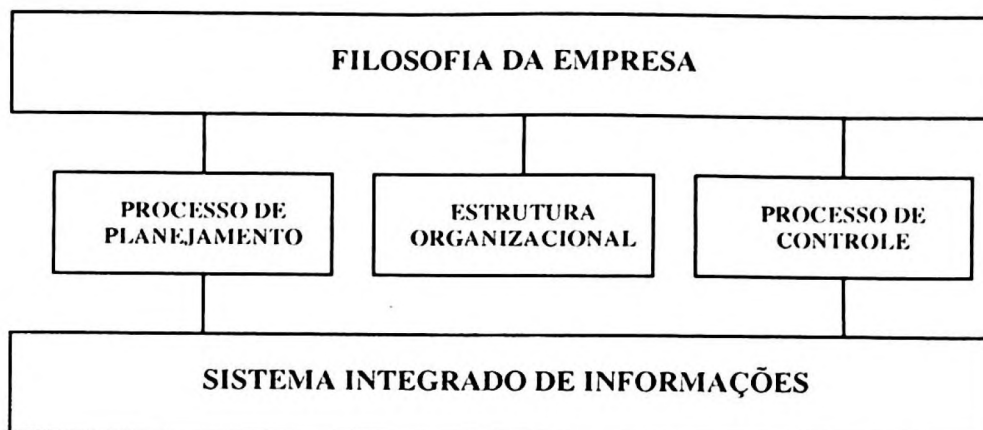 FILOSOFIA DA EMPRESA
PROCESSO DE
PLANEJAMENTO
ESTRUTURA
ORGANIZACIONAL
PROCESSO DE
CONTROLE
SISTEMA INTEGRADO DE INFORMAÇÕES